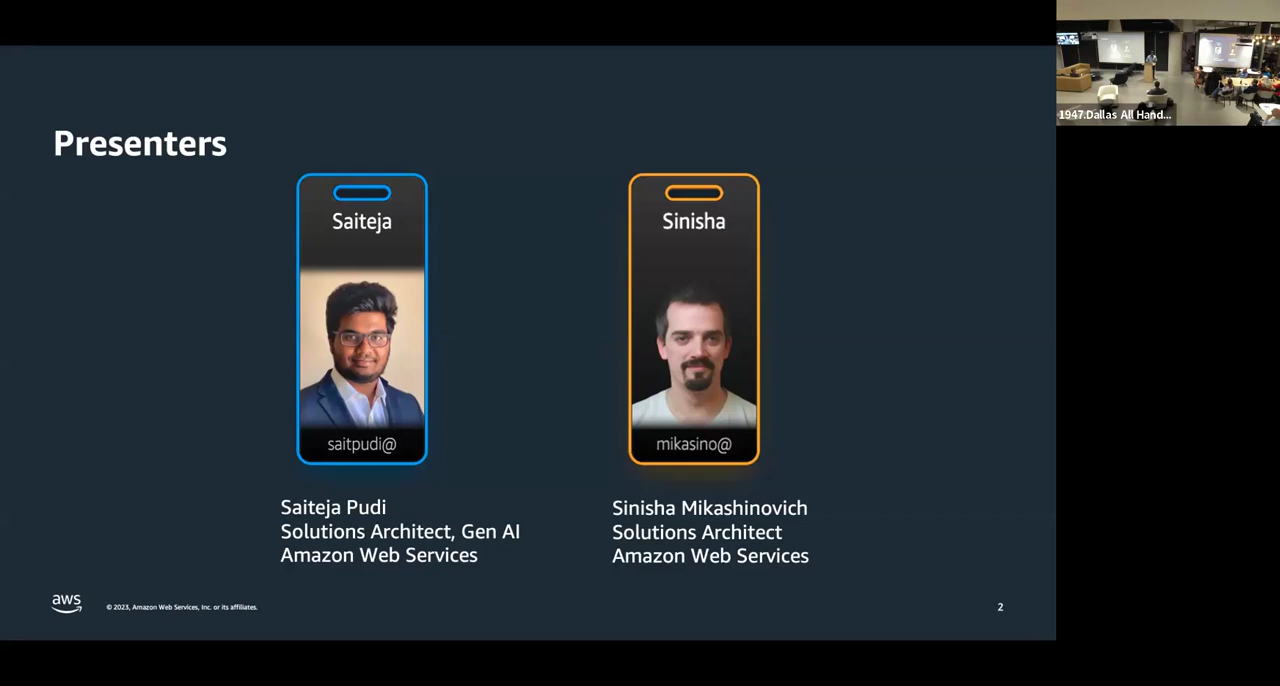 1947.Dallas All Hand...
Presenters
Saiteja
saitpudi@
Saiteja Pudi
Solutions Architect, Gen AI
Amazon Web Services
Sinisha
mikasino@
Sinisha Mikashinovich
Solutions Architect
Amazon Web Services
aws
© 2023, Amazon Web Services, Inc. or its affiliates.
2